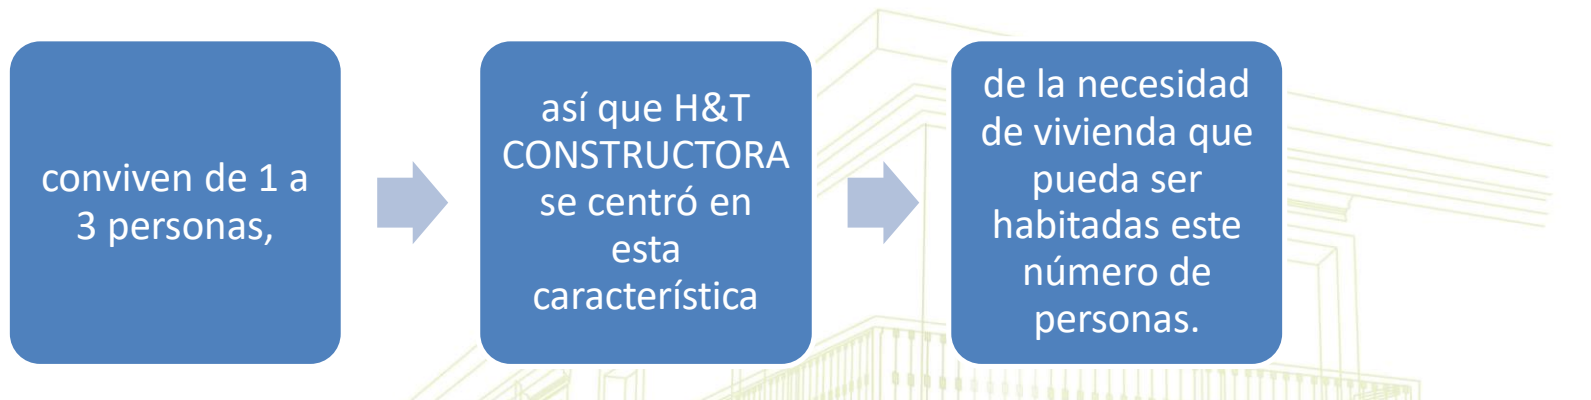 conviven de 1 a
3 personas,
así que H&T
CONSTRUCTORA
se centró en
esta
característica
de la necesidad
de vivienda que
pueda ser
habitadas este
número de
personas.